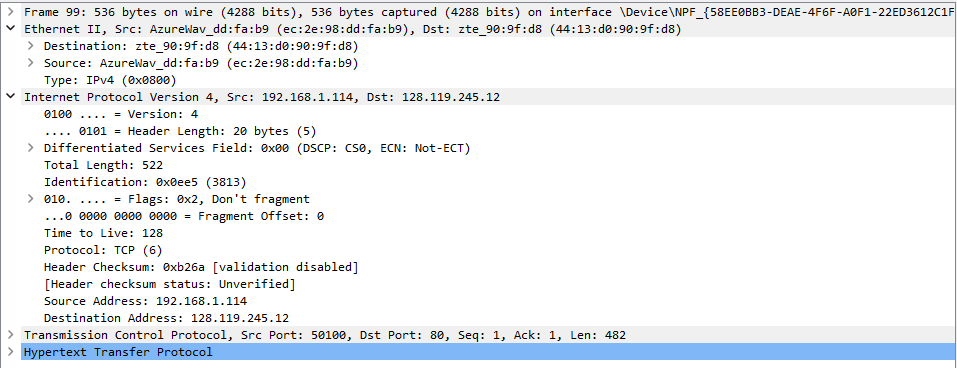 Frame 99: 536 bytes on wire (4288 bits), 536 bytes captured (4288 bits) on interface \Device\NPF_{58EE0BB3-DEAE-4F6F-A0F1-22ED3612C1F
Ethernet II, Src: AzureWav_dd:fa:b9 (ec:2e:98:dd:fa:b9), Dst: zte_90:9f:d8 (44:13:d0:90:9f:d8)
Destination: zte_90:9f:d8 (44:13:d0:90:9f:d8)
Source: AzureWav_dd:fa:b9 (ec:2e:98:dd:fa:b9)
Type: IPv4 (0x0800)
Internet Protocol Version 4, Src: 192.168.1.114, Dst: 128.119.245.12
0100 .... = Version: 4
.... 0101 = Header Length: 20 bytes (5)
Differentiated Services Field: 0x00 (DSCP: CS0, ECN: Not-ECT)
Total Length: 522
Identification: 0x0ee5 (3813)
010. .... = Flags: 0x2, Don't fragment
...0 0000 0000 0000 = Fragment Offset: 0
Time to Live: 128
Protocol: TCP (6)
Header Checksum: 0xb26a [validation disabled]
[Header checksum status: Unverified]
Source Address: 192.168.1.114
Destination Address: 128.119.245.12
Transmission Control Protocol, Src Port: 50100, Dst Port: 80, Seq: 1, Ack: 1, Len: 482
Hypertext Transfer Protocol